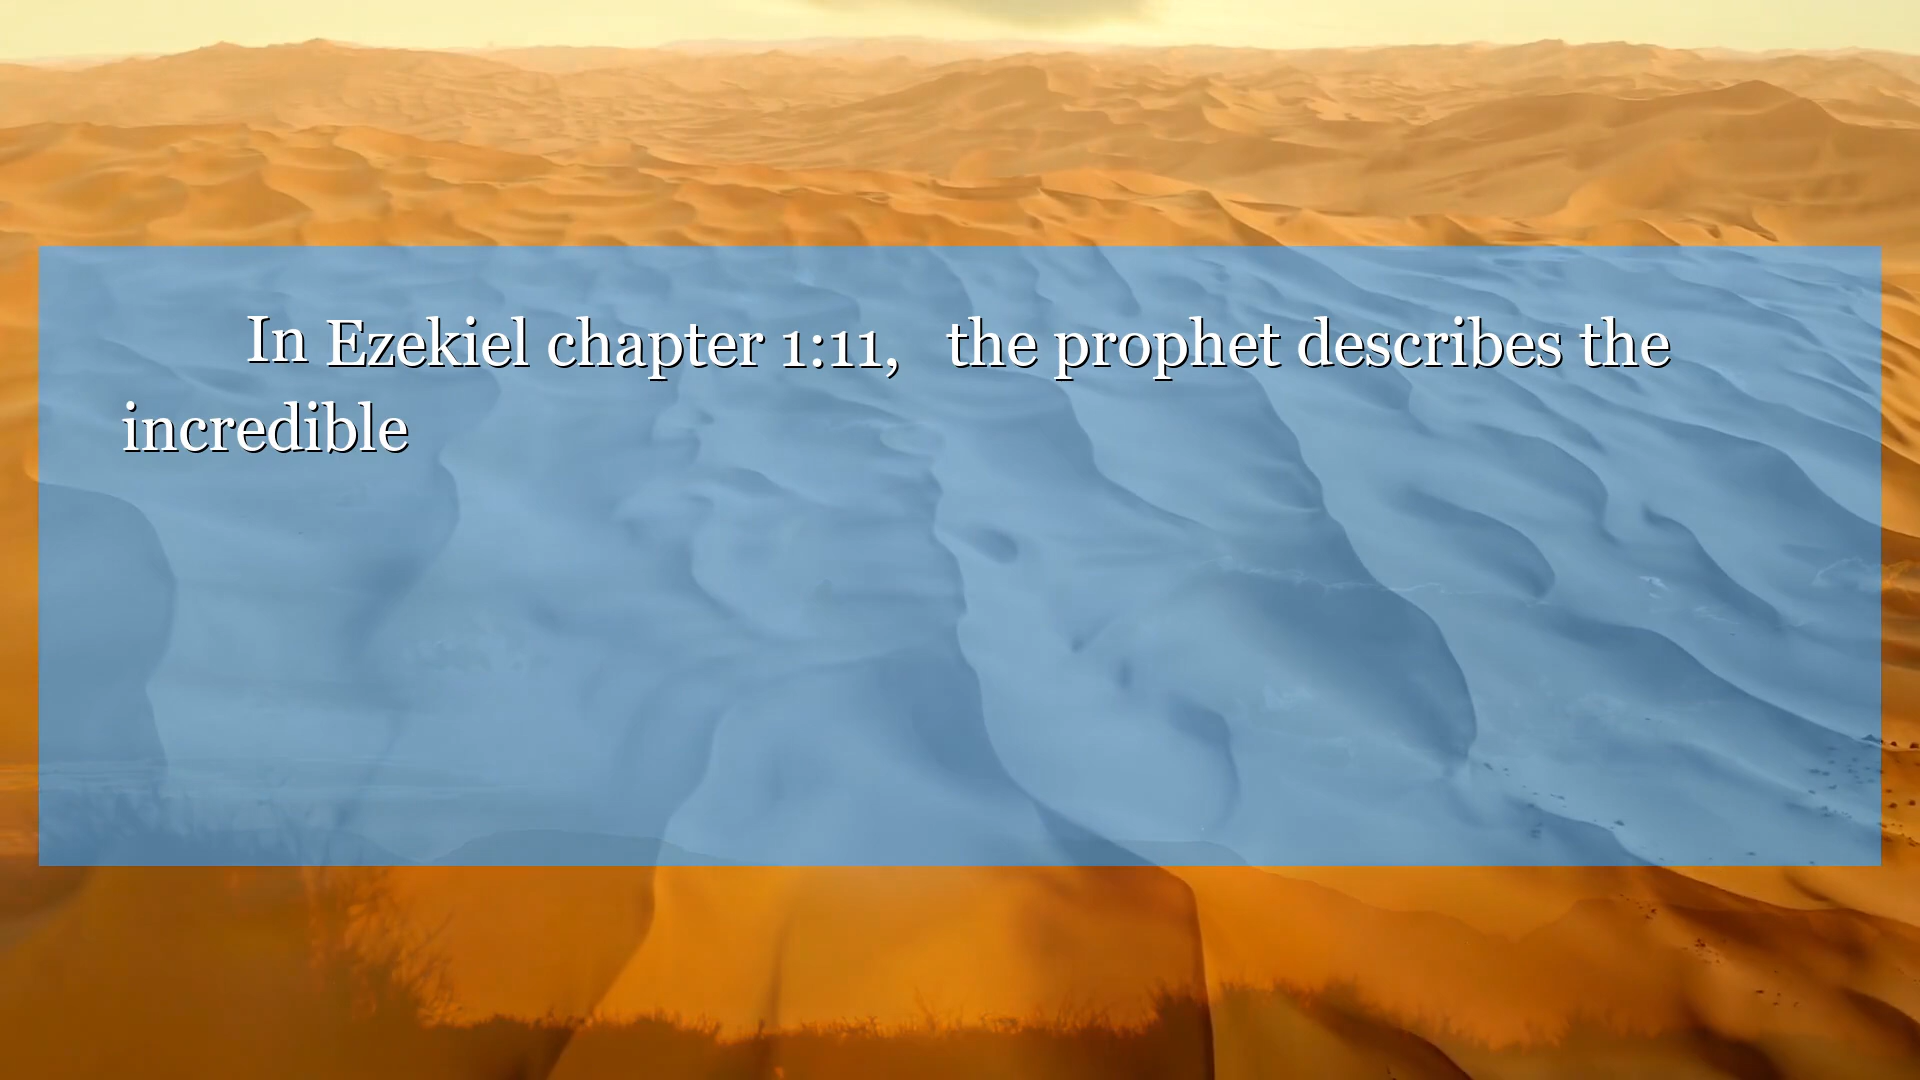 In Ezekiel chapter 1:11, the prophet describes the
incredible